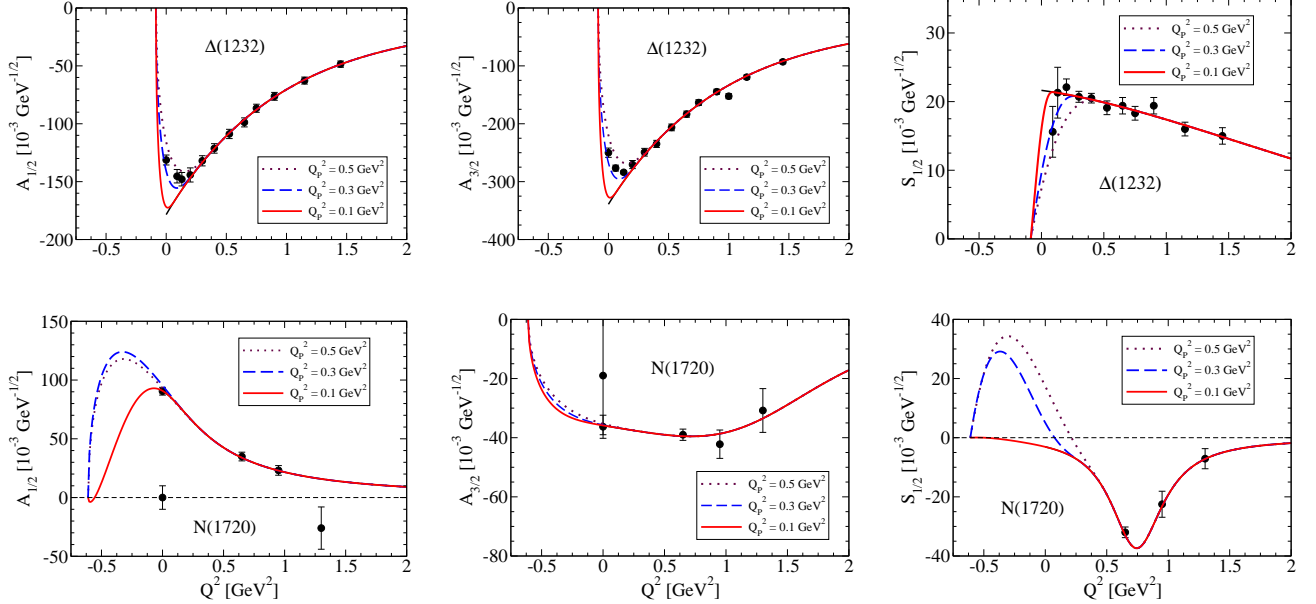 0
-50
-100
-150
-200
A_{1/2} [10^{-3} GeV^{-1/2}]
Δ(1232)
Q_P^2 = 0.5 GeV^2
Q_P^2 = 0.3 GeV^2
Q_P^2 = 0.1 GeV^2
-0.5 0 0.5 1 1.5 2
0
-100
-200
-300
-400
A_{3/2} [10^{-3} GeV^{-1/2}]
Δ(1232)
Q_P^2 = 0.5 GeV^2
Q_P^2 = 0.3 GeV^2
Q_P^2 = 0.1 GeV^2
-0.5 0 0.5 1 1.5 2
30
20
10
0
S_{1/2} [10^{-3} GeV^{-1/2}]
Q_P^2 = 0.5 GeV^2
Q_P^2 = 0.3 GeV^2
Q_P^2 = 0.1 GeV^2
Δ(1232)
-0.5 0 0.5 1 1.5 2
150
100
50
0
-50
A_{1/2} [10^{-3} GeV^{-1/2}]
Q_P^2 = 0.5 GeV^2
Q_P^2 = 0.3 GeV^2
Q_P^2 = 0.1 GeV^2
N(1720)
-0.5 0 0.5 1 1.5 2
Q^2 [GeV^2]
0
-20
-40
-60
-80
A_{3/2} [10^{-3} GeV^{-1/2}]
N(1720)
Q_P^2 = 0.5 GeV^2
Q_P^2 = 0.3 GeV^2
Q_P^2 = 0.1 GeV^2
-0.5 0 0.5 1 1.5 2
Q^2 [GeV^2]
40
20
0
-20
-40
S_{1/2} [10^{-3} GeV^{-1/2}]
Q_P^2 = 0.5 GeV^2
Q_P^2 = 0.3 GeV^2
Q_P^2 = 0.1 GeV^2
N(1720)
-0.5 0 0.5 1 1.5 2
Q^2 [GeV^2]